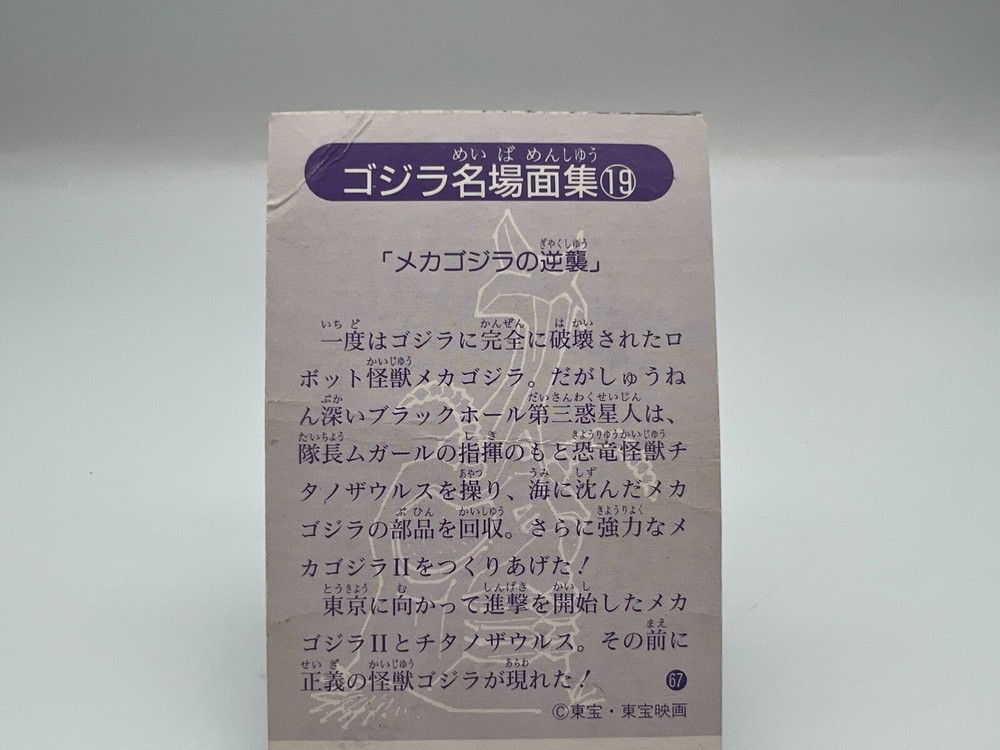 めいばめんしゅう
ゴジラ名場面集⑲
ぎゃくしゅう
「メカゴジラの逆襲」
いちど かんぜん はかい
一度はゴジラに完全に破壊されたロ
かいじゅう
ボット怪獣メカゴジラ。だがしゅうね
ぶか だいさんわくせいじん
ん深いブラックホール第三惑星人は、
たいちょう しき きょうりゅうかいじゅう
隊長ムガールの指揮のもと恐竜怪獣チ
あやつ うみ しず
タノザウルスを操り、海に沈んだメカ
ぶひん かいしゅう きょうりょく
ゴジラの部品を回収。さらに強力なメ
カゴジラⅡをつくりあげた！
とうきょう む しんげき かいし
東京に向かって進撃を開始したメカ
まえ
ゴジラⅡとチタノザウルス。その前に
せいぎ かいじゅう あらわ
正義の怪獣ゴジラが現れた！
67
©東宝・東宝映画